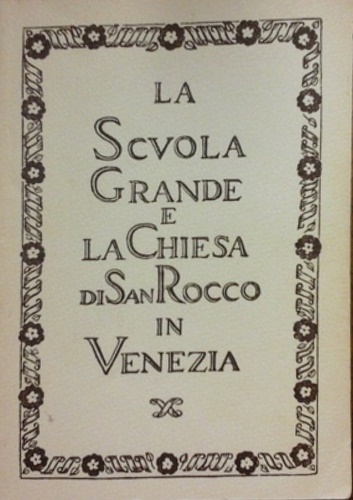 LA
SCVOLA
GRANDE
E
LA CHIESA
DI SAN ROCCO
IN
VENEZIA